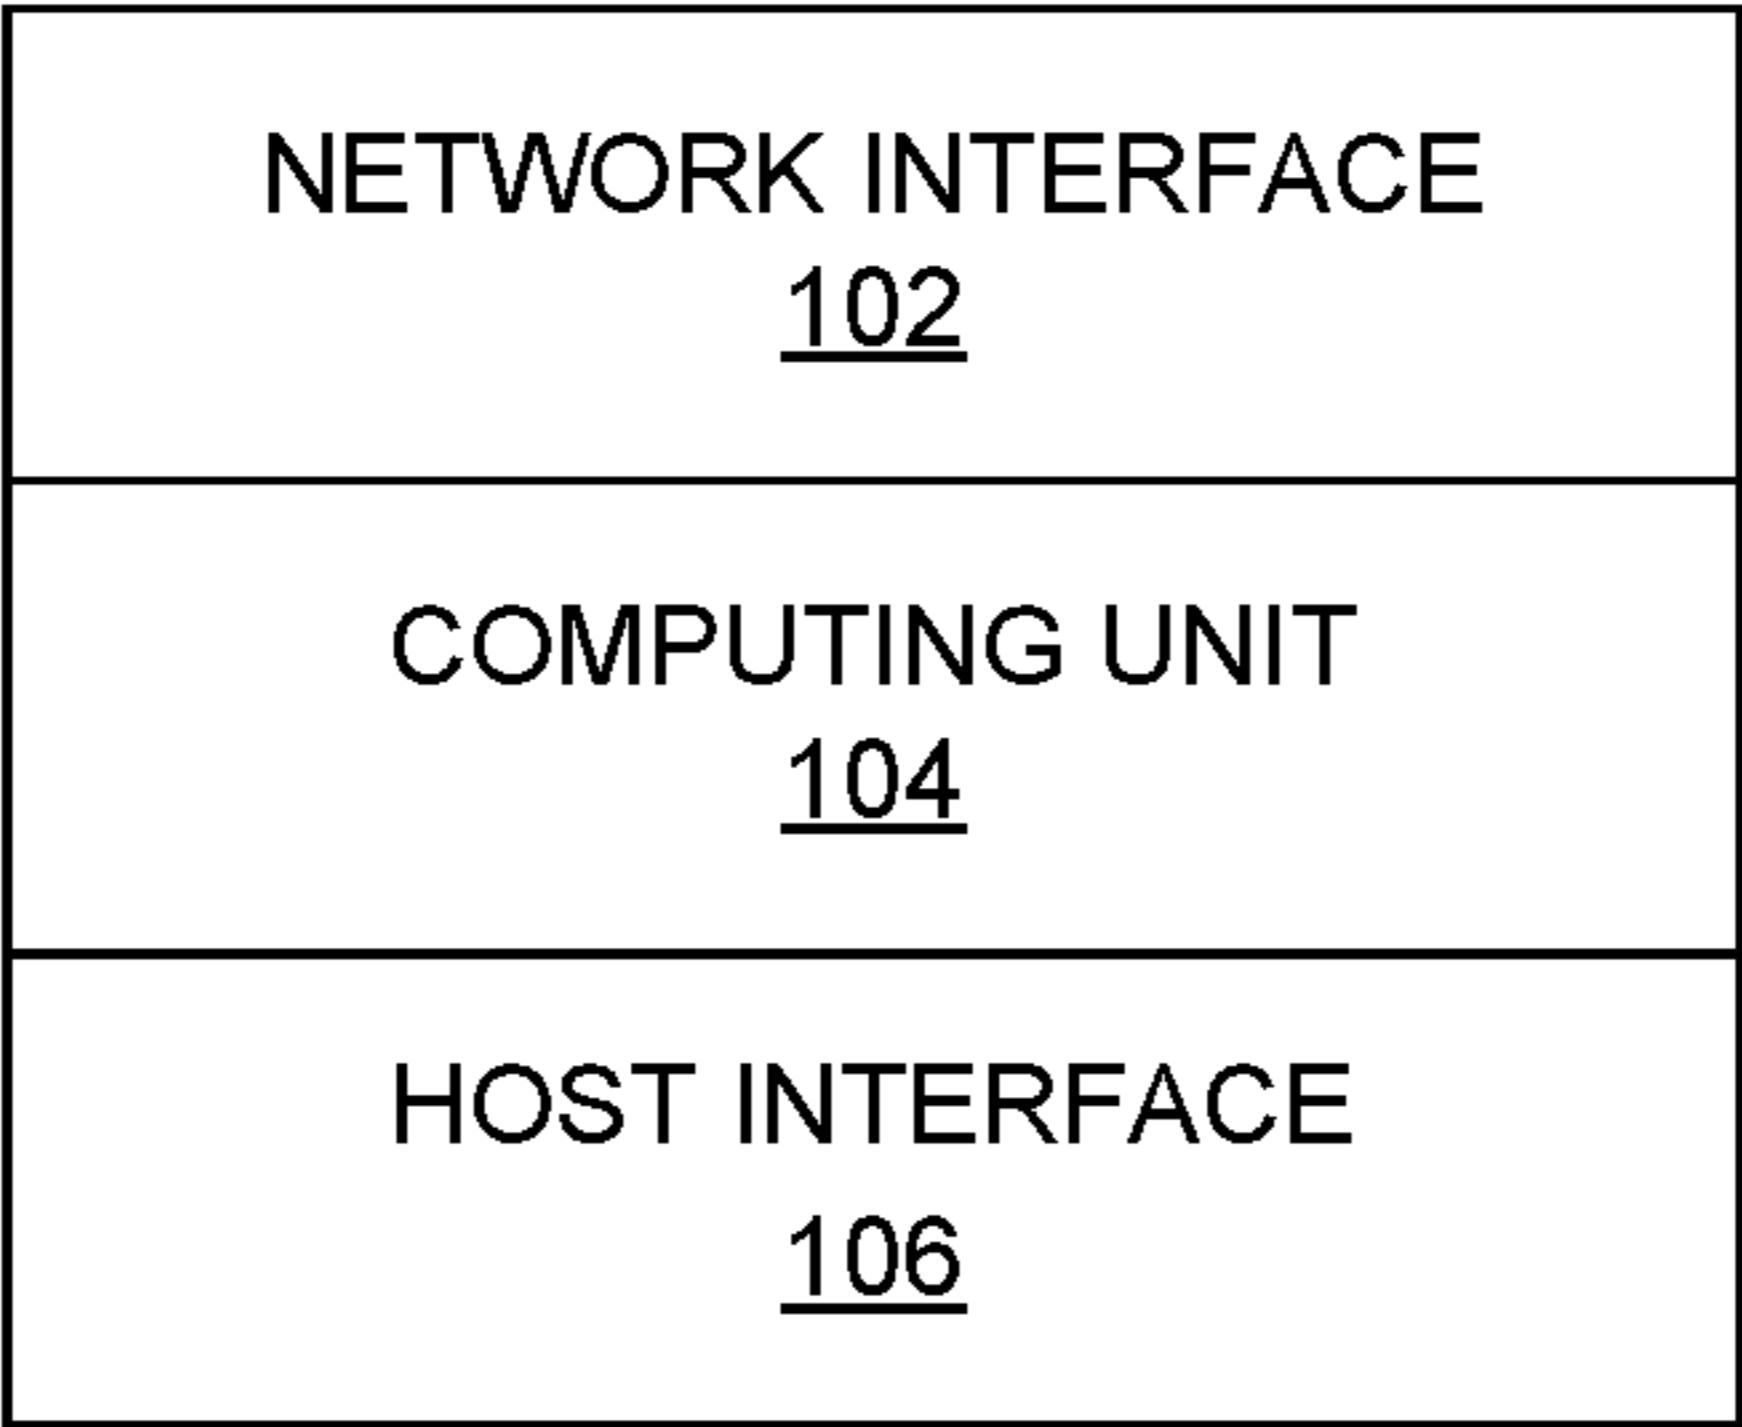 NETWORK INTERFACE
102
COMPUTING UNIT
104
HOST INTERFACE
106